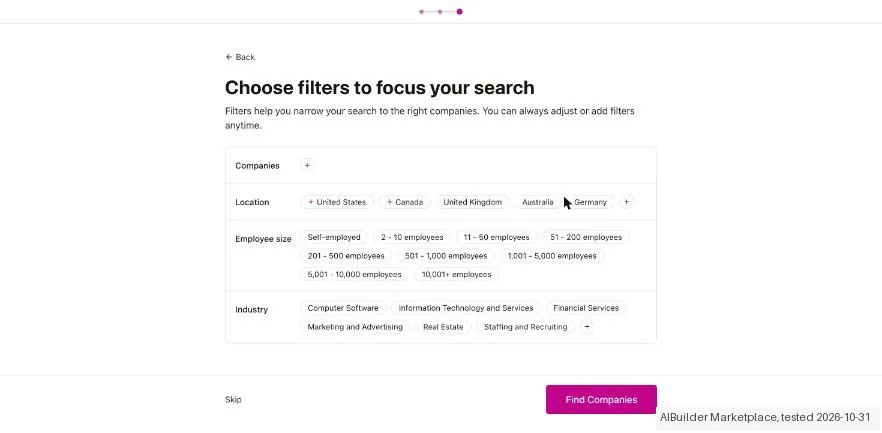 ← Back
Choose filters to focus your search
Filters help you narrow your search to the right companies. You can always adjust or add filters
anytime.
Companies +
Location + United States + Canada United Kingdom Australia Germany +
Employee size Self-employed 2 - 10 employees 11 - 50 employees 51 - 200 employees
201 - 500 employees 501 - 1,000 employees 1,001 - 5,000 employees
5,001 - 10,000 employees 10,001+ employees
Industry Computer Software Information Technology and Services Financial Services
Marketing and Advertising Real Estate Staffing and Recruiting +
Skip Find Companies
AIBuilder Marketplace, tested 2026-10-31